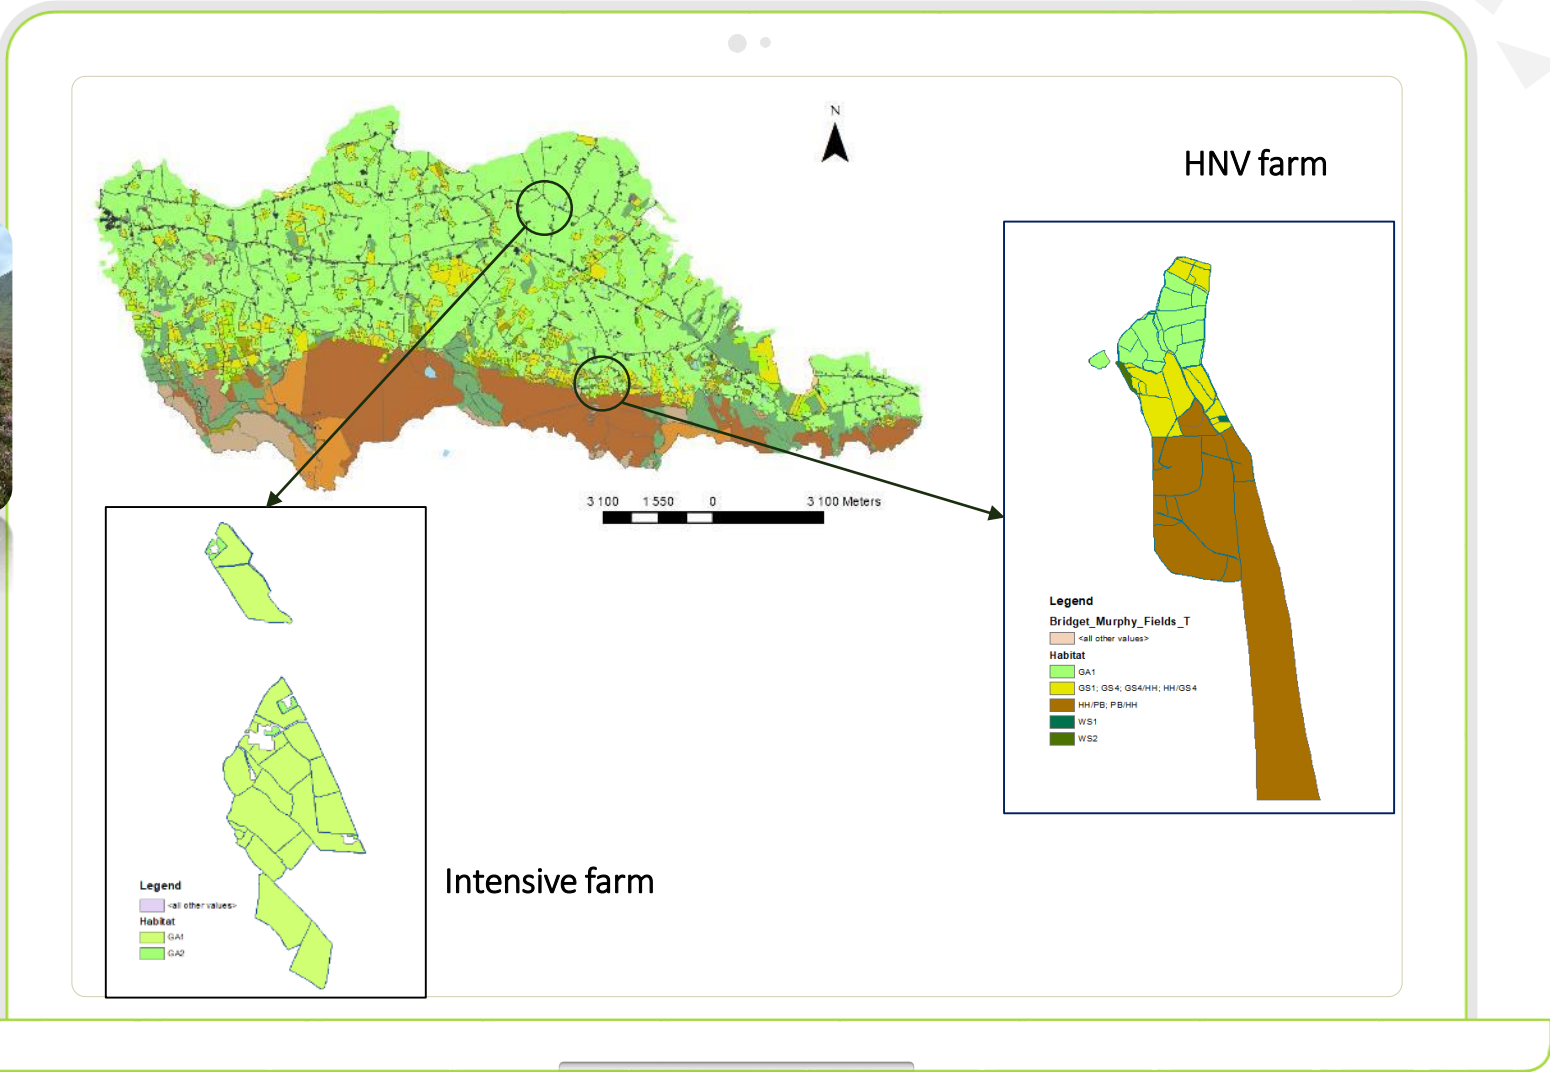 N
HNV farm
3 100 1 550 0 3 100 Meters
Legend
Bridget_Murphy_Fields_T
<all other values>
Habitat
GA1
GS1; GS4; GS4/HH; HH/GS4
HH/PB; PB/HH
WS1
WS2
Intensive farm
Legend
<all other values>
Habitat
GA1
GA2